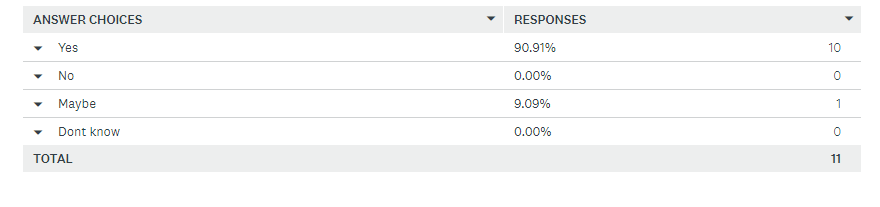 ANSWER CHOICES RESPONSES
Yes 90.91% 10
No 0.00% 0
Maybe 9.09% 1
Dont know 0.00% 0
TOTAL 11